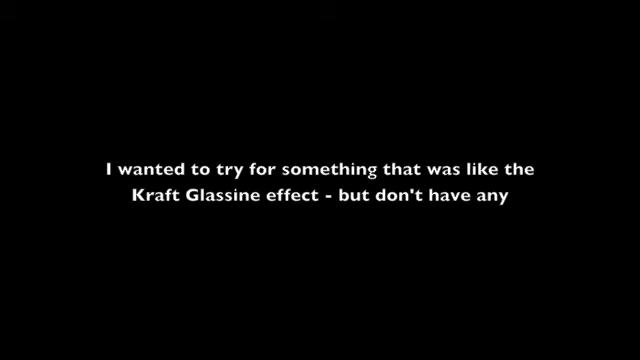 I wanted to try for something that was like the
Kraft Glassine effect - but don't have any